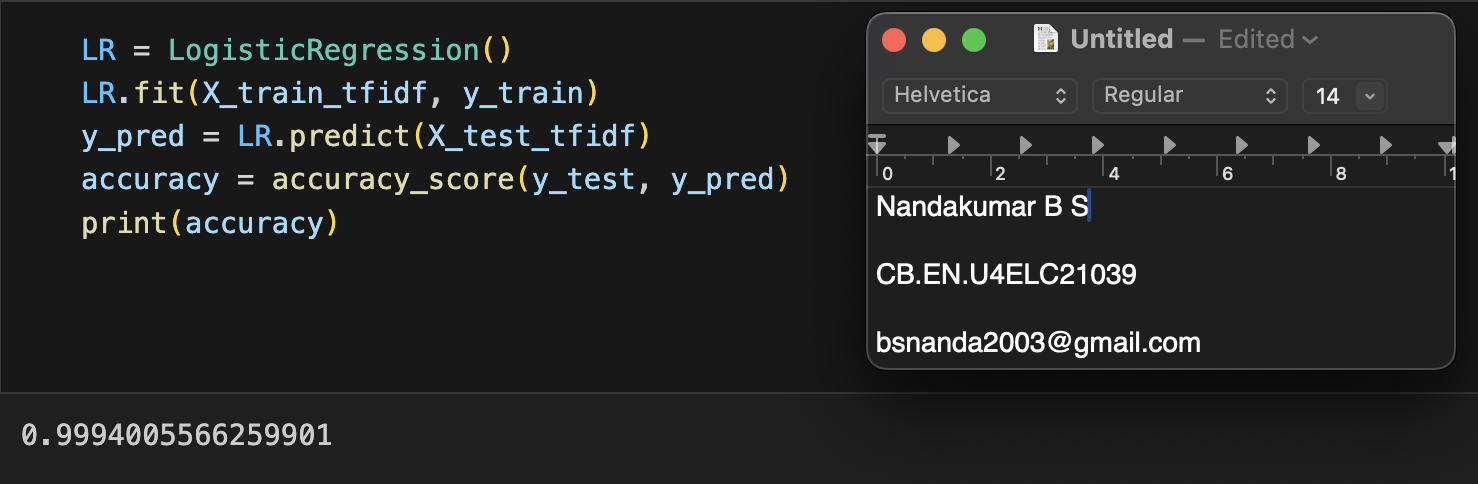 LR = LogisticRegression()
LR.fit(X_train_tfidf, y_train)
y_pred = LR.predict(X_test_tfidf)
accuracy = accuracy_score(y_test, y_pred)
print(accuracy)
0.9994005566259901
Untitled — Edited
Helvetica Regular 14
0 2 4 6 8 1
Nandakumar B S
CB.EN.U4ELC21039
bsnanda2003@gmail.com